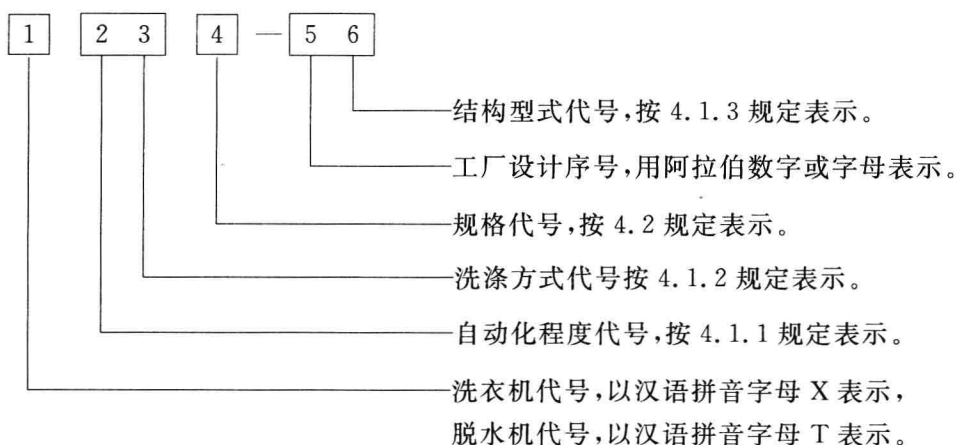 1 2 3 4 — 5 6
结构型式代号,按 4.1.3 规定表示。
工厂设计序号,用阿拉伯数字或字母表示。
规格代号,按 4.2 规定表示。
洗涤方式代号按 4.1.2 规定表示。
自动化程度代号,按 4.1.1 规定表示。
洗衣机代号,以汉语拼音字母 X 表示,
脱水机代号,以汉语拼音字母 T 表示。